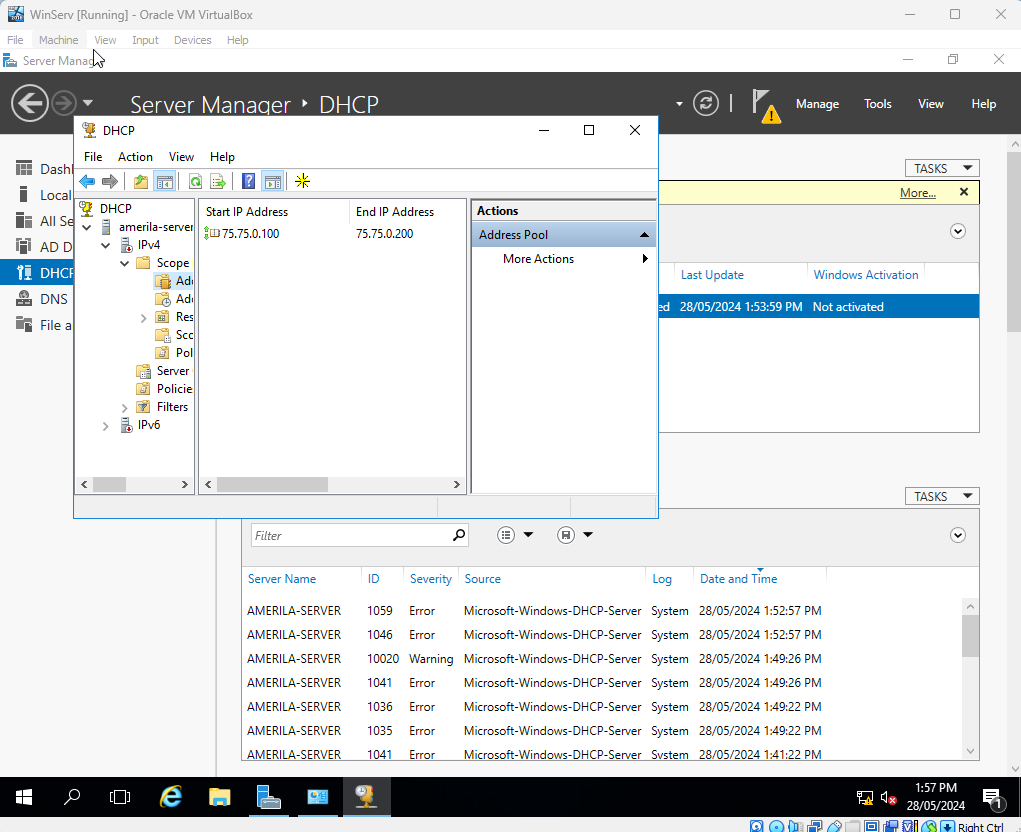 WinServ [Running] - Oracle VM VirtualBox
File Machine View Input Devices Help
Server Manag
Server Manager DHCP
Manage Tools View Help
DHCP
File Action View Help
DHCP
amerila-server
IPv4
Scope
Add
Add
Res
Sco
Pol
Server
Policies
Filters
IPv6
Start IP Address End IP Address
75.75.0.100 75.75.0.200
Actions
Address Pool
More Actions
Dash
Local
All Se
AD D
DHCP
DNS
File a
TASKS
More...
Last Update Windows Activation
ed 28/05/2024 1:53:59 PM Not activated
TASKS
Filter
Server Name ID Severity Source Log Date and Time
AMERILA-SERVER 1059 Error Microsoft-Windows-DHCP-Server System 28/05/2024 1:52:57 PM
AMERILA-SERVER 1046 Error Microsoft-Windows-DHCP-Server System 28/05/2024 1:52:57 PM
AMERILA-SERVER 10020 Warning Microsoft-Windows-DHCP-Server System 28/05/2024 1:49:26 PM
AMERILA-SERVER 1041 Error Microsoft-Windows-DHCP-Server System 28/05/2024 1:49:26 PM
AMERILA-SERVER 1036 Error Microsoft-Windows-DHCP-Server System 28/05/2024 1:49:22 PM
AMERILA-SERVER 1035 Error Microsoft-Windows-DHCP-Server System 28/05/2024 1:49:22 PM
AMERILA-SERVER 1041 Error Microsoft-Windows-DHCP-Server System 28/05/2024 1:41:22 PM
1:57 PM
28/05/2024
1
Right Ctrl